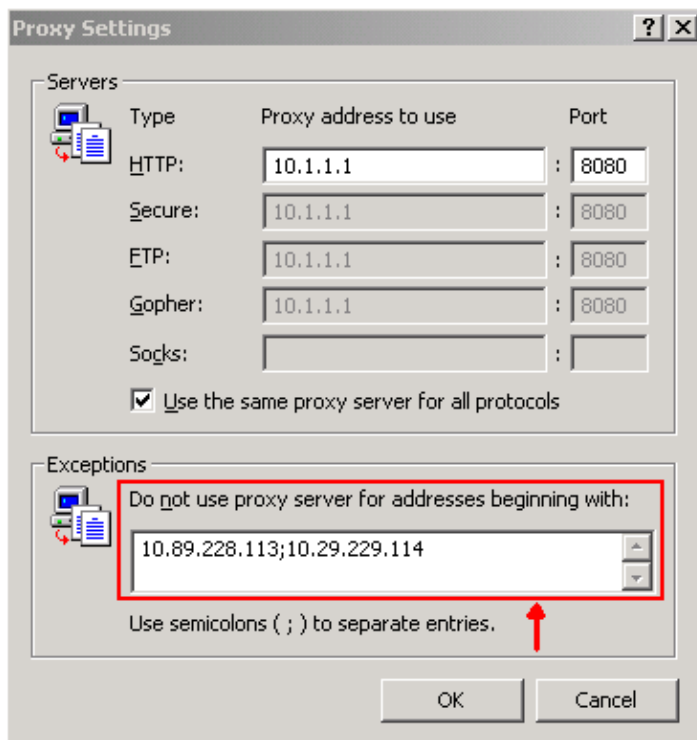 Proxy Settings
Servers
Type Proxy address to use Port
HTTP: 10.1.1.1 : 8080
Secure: 10.1.1.1 : 8080
FTP: 10.1.1.1 : 8080
Gopher: 10.1.1.1 : 8080
Socks: :
Use the same proxy server for all protocols
Exceptions
Do not use proxy server for addresses beginning with:
10.89.228.113;10.29.229.114
Use semicolons ( ; ) to separate entries.
OK Cancel